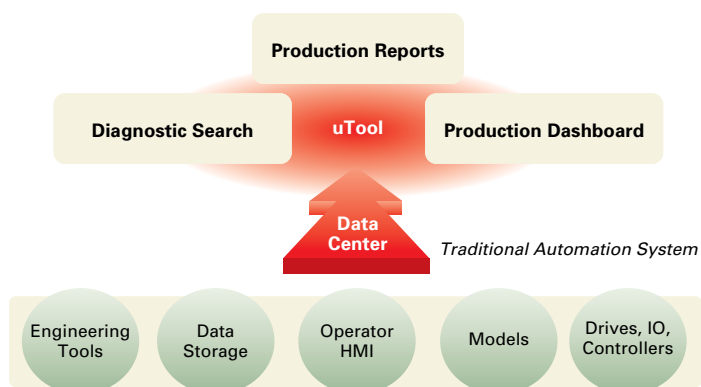 Production Reports
Diagnostic Search
uTool
Production Dashboard
Data
Center
Traditional Automation System
Engineering
Tools
Data
Storage
Operator
HMI
Models
Drives, IO,
Controllers